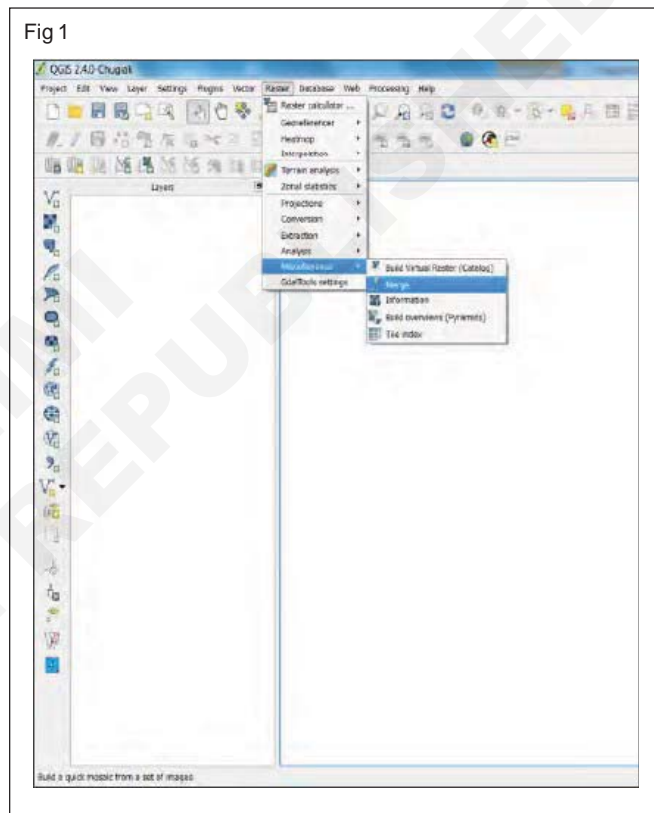 Fig 1
QGIS 2.4.0-Chugiak
Project Edit View Layer Settings Plugins Vector Raster Database Web Processing Help
Raster calculator ...
Georeferencer
Heatmap
Interpolation
Terrain analysis
Zonal statistics
Projections
Conversion
Extraction
Analysis
Miscellaneous
GdalTools settings
Build Virtual Raster (Catalog)
Merge
Information
Build overviews (Pyramids)
Tile index
Layers
Build a quick mosaic from a set of images
REPUBLISHED